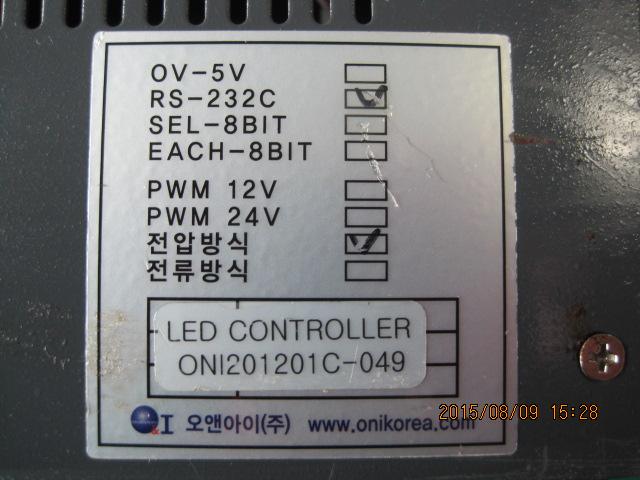 OV-5V
RS-232C
SEL-8BIT
EACH-8BIT
PWM 12V
PWM 24V
전압방식
전류방식
LED CONTROLLER
ONI201201C-049
&I 오앤아이(주) www.onikorea.com
2015/08/09 15:28